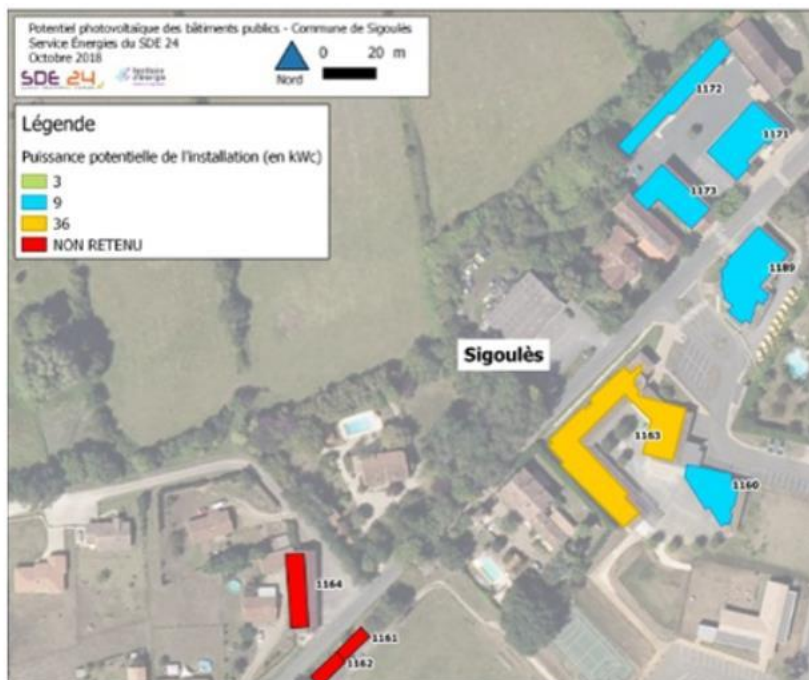 Potentiel photovoltaïque des bâtiments publics - Commune de Sigoulès
Service Énergies du SDE 24
Octobre 2018
SDE 24
0 20 m
Nord
Légende
Puissance potentielle de l'installation (en kWc)
3
9
36
NON RETENU
1172
1171
1173
1189
Sigoulès
1163
1160
1164
1161
1162